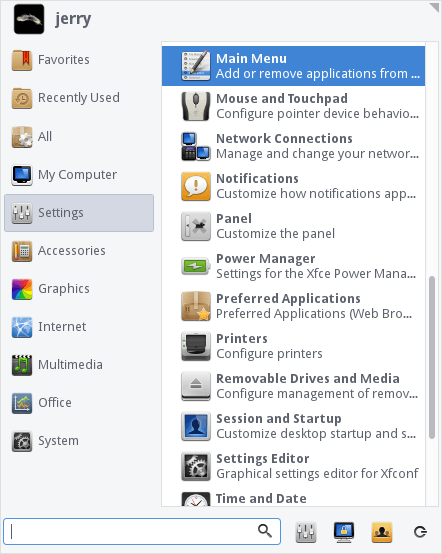 jerry
Favorites
Recently Used
All
My Computer
Settings
Accessories
Graphics
Internet
Multimedia
Office
System
Main Menu
Add or remove applications from ...
Mouse and Touchpad
Configure pointer device behavio...
Network Connections
Manage and change your networ...
Notifications
Customize how notifications app...
Panel
Customize the panel
Power Manager
Settings for the Xfce Power Mana...
Preferred Applications
Preferred Applications (Web Bro...
Printers
Configure printers
Removable Drives and Media
Configure management of remov...
Session and Startup
Customize desktop startup and s...
Settings Editor
Graphical settings editor for Xfconf
Time and Date